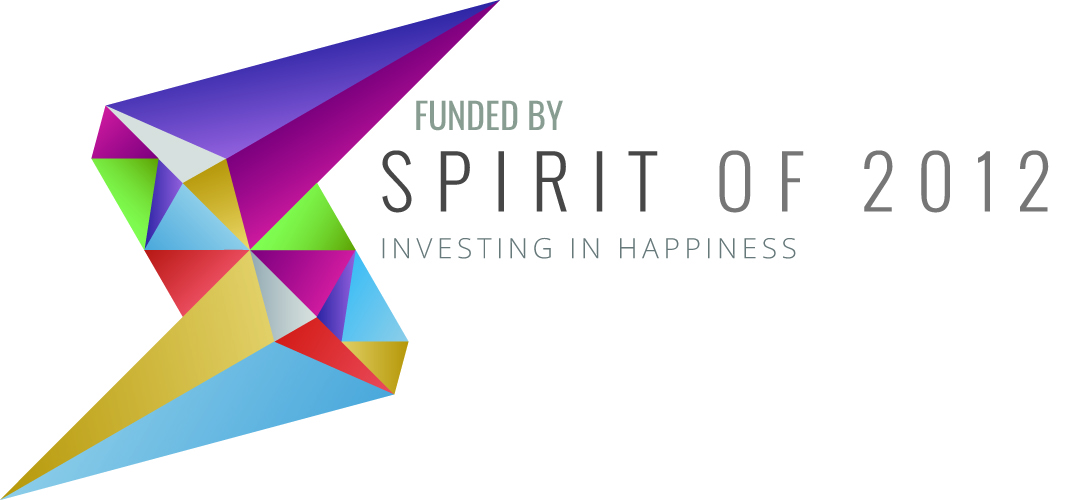 FUNDED BY
SPIRIT OF 2012
INVESTING IN HAPPINESS